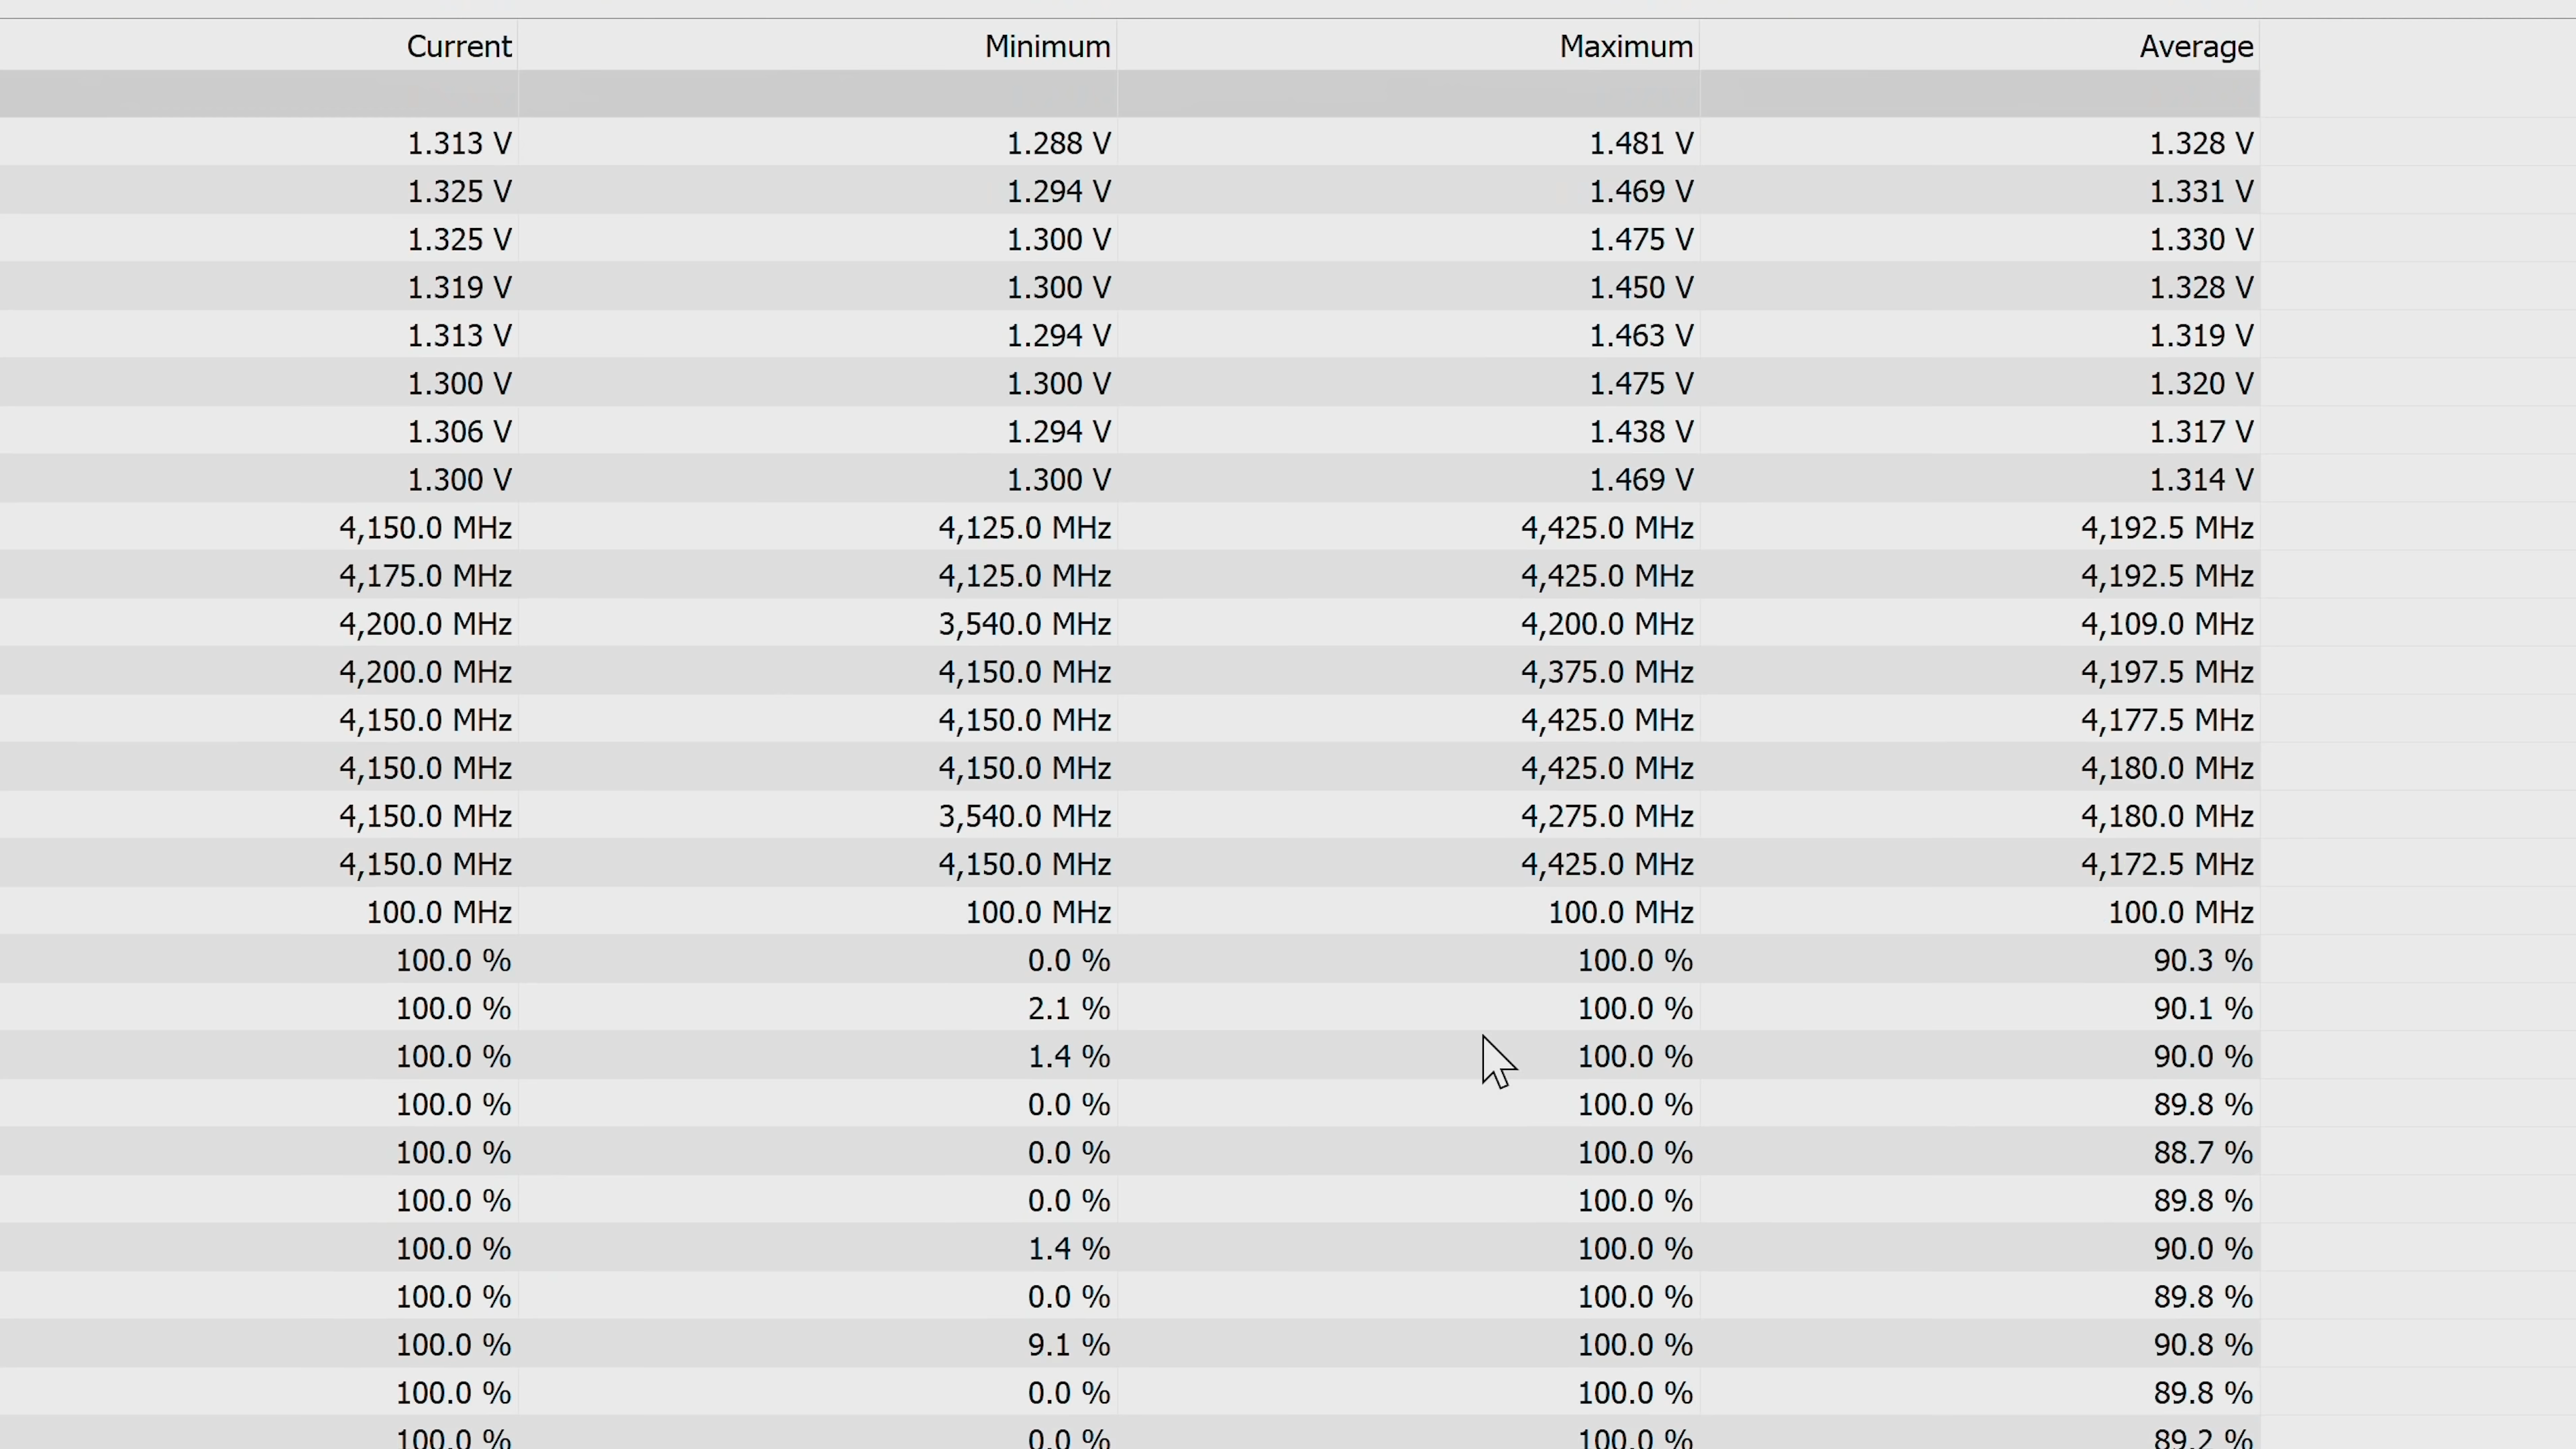 Current Minimum Maximum Average
1.313 V 1.288 V 1.481 V 1.328 V
1.325 V 1.294 V 1.469 V 1.331 V
1.325 V 1.300 V 1.475 V 1.330 V
1.319 V 1.300 V 1.450 V 1.328 V
1.313 V 1.294 V 1.463 V 1.319 V
1.300 V 1.300 V 1.475 V 1.320 V
1.306 V 1.294 V 1.438 V 1.317 V
1.300 V 1.300 V 1.469 V 1.314 V
4,150.0 MHz 4,125.0 MHz 4,425.0 MHz 4,192.5 MHz
4,175.0 MHz 4,125.0 MHz 4,425.0 MHz 4,192.5 MHz
4,200.0 MHz 3,540.0 MHz 4,200.0 MHz 4,109.0 MHz
4,200.0 MHz 4,150.0 MHz 4,375.0 MHz 4,197.5 MHz
4,150.0 MHz 4,150.0 MHz 4,425.0 MHz 4,177.5 MHz
4,150.0 MHz 4,150.0 MHz 4,425.0 MHz 4,180.0 MHz
4,150.0 MHz 3,540.0 MHz 4,275.0 MHz 4,180.0 MHz
4,150.0 MHz 4,150.0 MHz 4,425.0 MHz 4,172.5 MHz
100.0 MHz 100.0 MHz 100.0 MHz 100.0 MHz
100.0 % 0.0 % 100.0 % 90.3 %
100.0 % 2.1 % 100.0 % 90.1 %
100.0 % 1.4 % 100.0 % 90.0 %
100.0 % 0.0 % 100.0 % 89.8 %
100.0 % 0.0 % 100.0 % 88.7 %
100.0 % 0.0 % 100.0 % 89.8 %
100.0 % 1.4 % 100.0 % 90.0 %
100.0 % 0.0 % 100.0 % 89.8 %
100.0 % 9.1 % 100.0 % 90.8 %
100.0 % 0.0 % 100.0 % 89.8 %
100.0 % 0.0 % 100.0 % 89.2 %